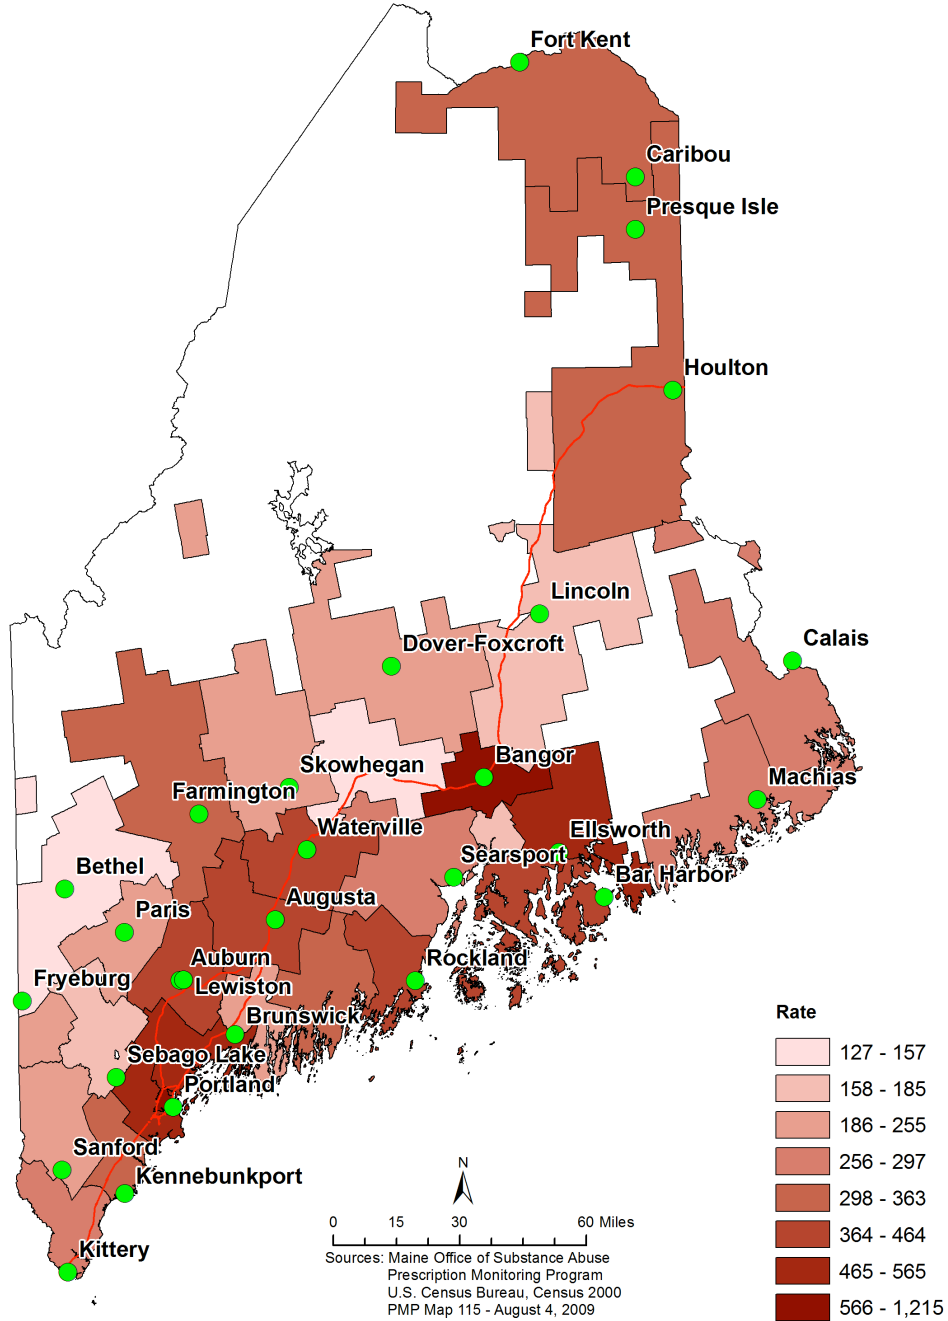 Fort Kent
Caribou
Presque Isle
Houlton
Lincoln
Dover-Foxcroft
Calais
Bangor
Skowhegan
Machias
Farmington
Waterville
Ellsworth
Searsport
Bethel
Bar Harbor
Augusta
Paris
Auburn
Rockland
Fryeburg
Lewiston
Brunswick
Sebago Lake
Portland
Sanford
Kennebunkport
Kittery
Rate
127 - 157
158 - 185
186 - 255
256 - 297
298 - 363
364 - 464
465 - 565
566 - 1,215
N
0 15 30 60 Miles
Sources: Maine Office of Substance Abuse
Prescription Monitoring Program
U.S. Census Bureau, Census 2000
PMP Map 115 - August 4, 2009